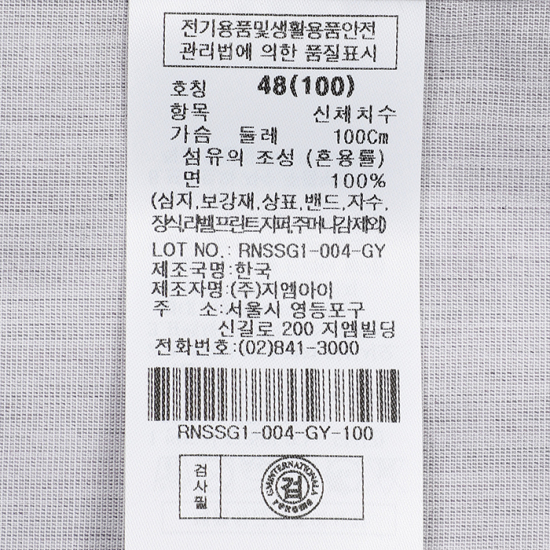 전기용품및생활용품안전
관리법에 의한 품질표시
호칭 48(100)
항목 신체치수
가슴 둘레 100Cm
섬유의 조성 (혼용률)
면 100%
(심지,보강재,상표,밴드,자수,
장식,라벨,프린트,지퍼,주머니감제외)
LOT NO.: RNSSG1-004-GY
제조국명:한국
제조자명:(주)지엠아이
주 소:서울시 영등포구
신길로 200 지엠빌딩
전화번호:(02)841-3000
RNSSG1-004-GY-100
검사필
검